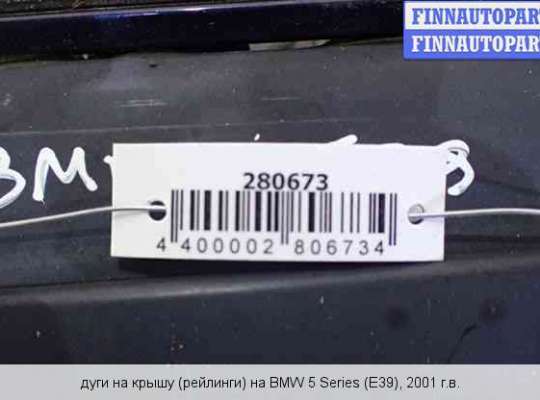 FINNAUTOPAR
FINNAUTOPAR
280673
4 400002 806734
дуги на крышу (рейлинги) на BMW 5 Series (E39), 2001 г.в.